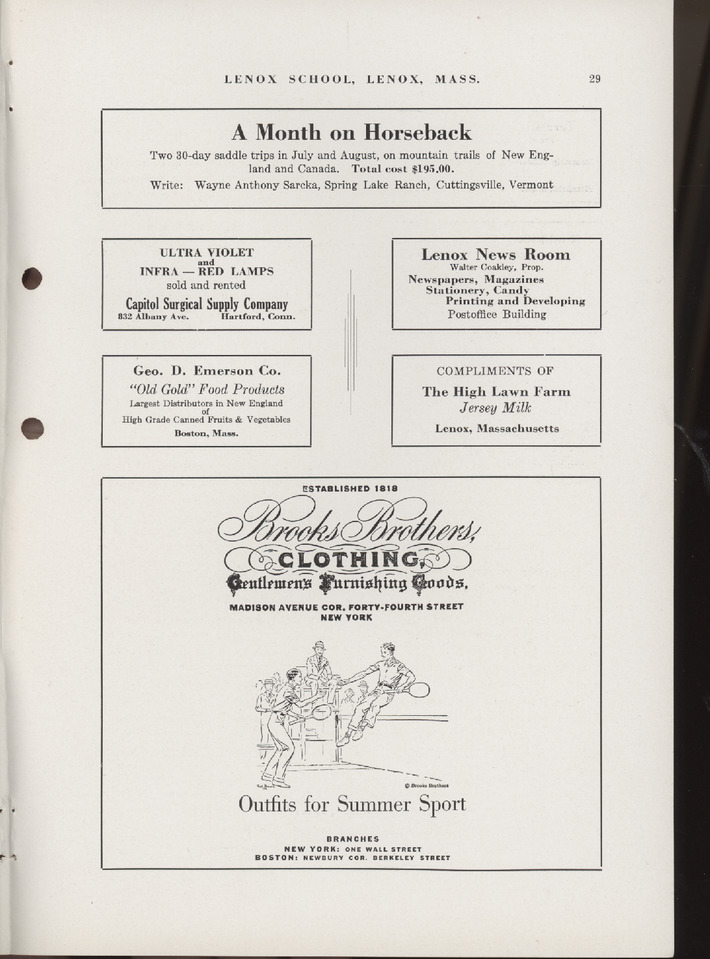 LENOX SCHOOL, LENOX, MASS. 29
A Month on Horseback
Two 30-day saddle trips in July and August, on mountain trails of New Eng-
land and Canada. Total cost $195.00.
Write: Wayne Anthony Sarcka, Spring Lake Ranch, Cuttingsville, Vermont
ULTRA VIOLET
and
INFRA — RED LAMPS
sold and rented
Capitol Surgical Supply Company
832 Albany Ave. Hartford, Conn.
Lenox News Room
Walter Coakley, Prop.
Newspapers, Magazines
Stationery, Candy
Printing and Developing
Postoffice Building
Geo. D. Emerson Co.
"Old Gold" Food Products
Largest Distributors in New England
of
High Grade Canned Fruits & Vegetables
Boston, Mass.
COMPLIMENTS OF
The High Lawn Farm
Jersey Milk
Lenox, Massachusetts
ESTABLISHED 1818
Brooks Brothers,
CLOTHING,
Gentlemen's Furnishing Goods,
MADISON AVENUE COR. FORTY-FOURTH STREET
NEW YORK
© Brooks Brothers
Outfits for Summer Sport
BRANCHES
NEW YORK: ONE WALL STREET
BOSTON: NEWBURY COR. BERKELEY STREET